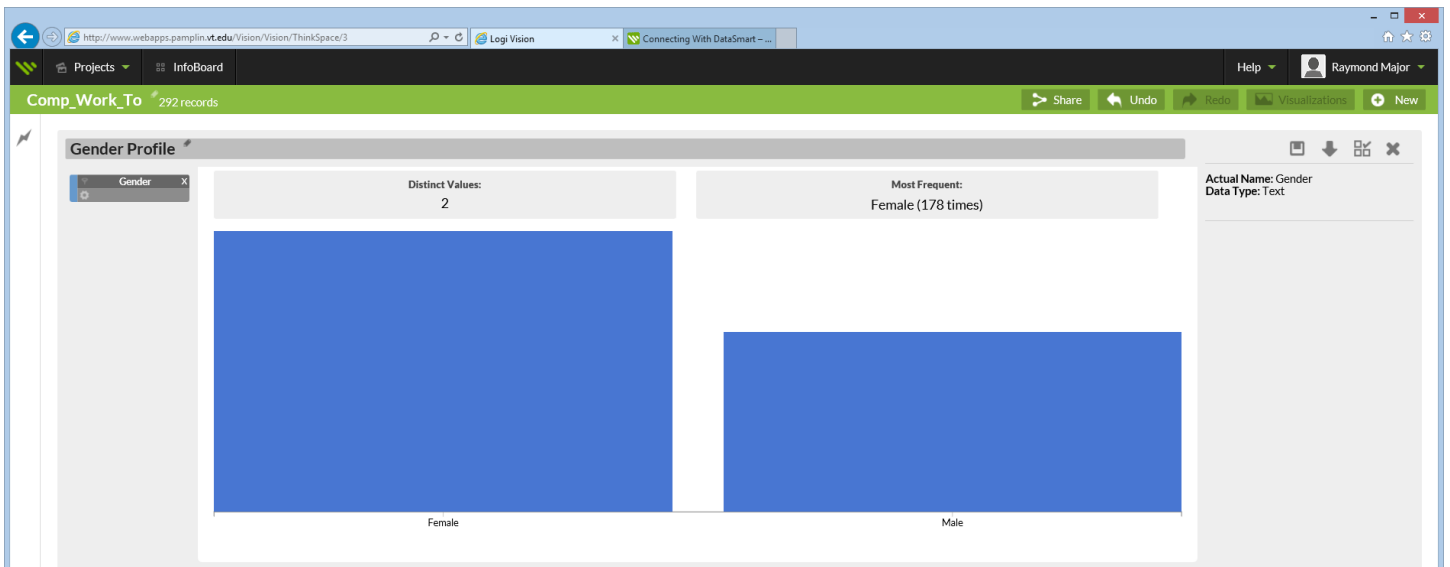 http://www.webapps.pamplin.vt.edu/Vision/Vision/ThinkSpace/3
Logi Vision
Connecting With DataSmart – ...
Projects
InfoBoard
Help
Raymond Major
Comp_Work_To
292 records
Share
Undo
Redo
Visualizations
New
Gender Profile
Gender X
Distinct Values:
2
Most Frequent:
Female (178 times)
Actual Name: Gender
Data Type: Text
Female
Male